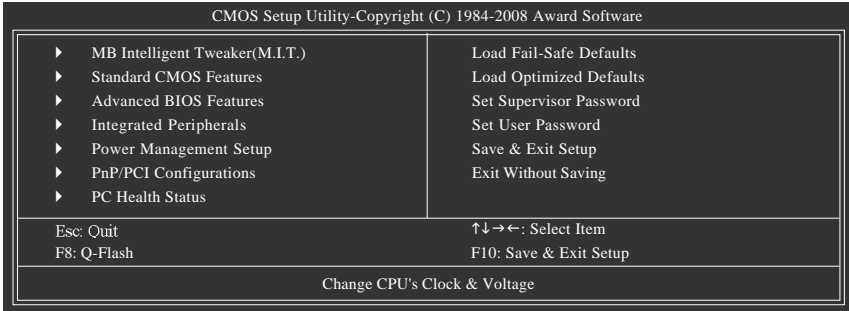 CMOS Setup Utility-Copyright (C) 1984-2008 Award Software
MB Intelligent Tweaker(M.I.T.)
Standard CMOS Features
Advanced BIOS Features
Integrated Peripherals
Power Management Setup
PnP/PCI Configurations
PC Health Status
Load Fail-Safe Defaults
Load Optimized Defaults
Set Supervisor Password
Set User Password
Save & Exit Setup
Exit Without Saving
Esc: Quit
F8: Q-Flash
↑↓→←: Select Item
F10: Save & Exit Setup
Change CPU's Clock & Voltage